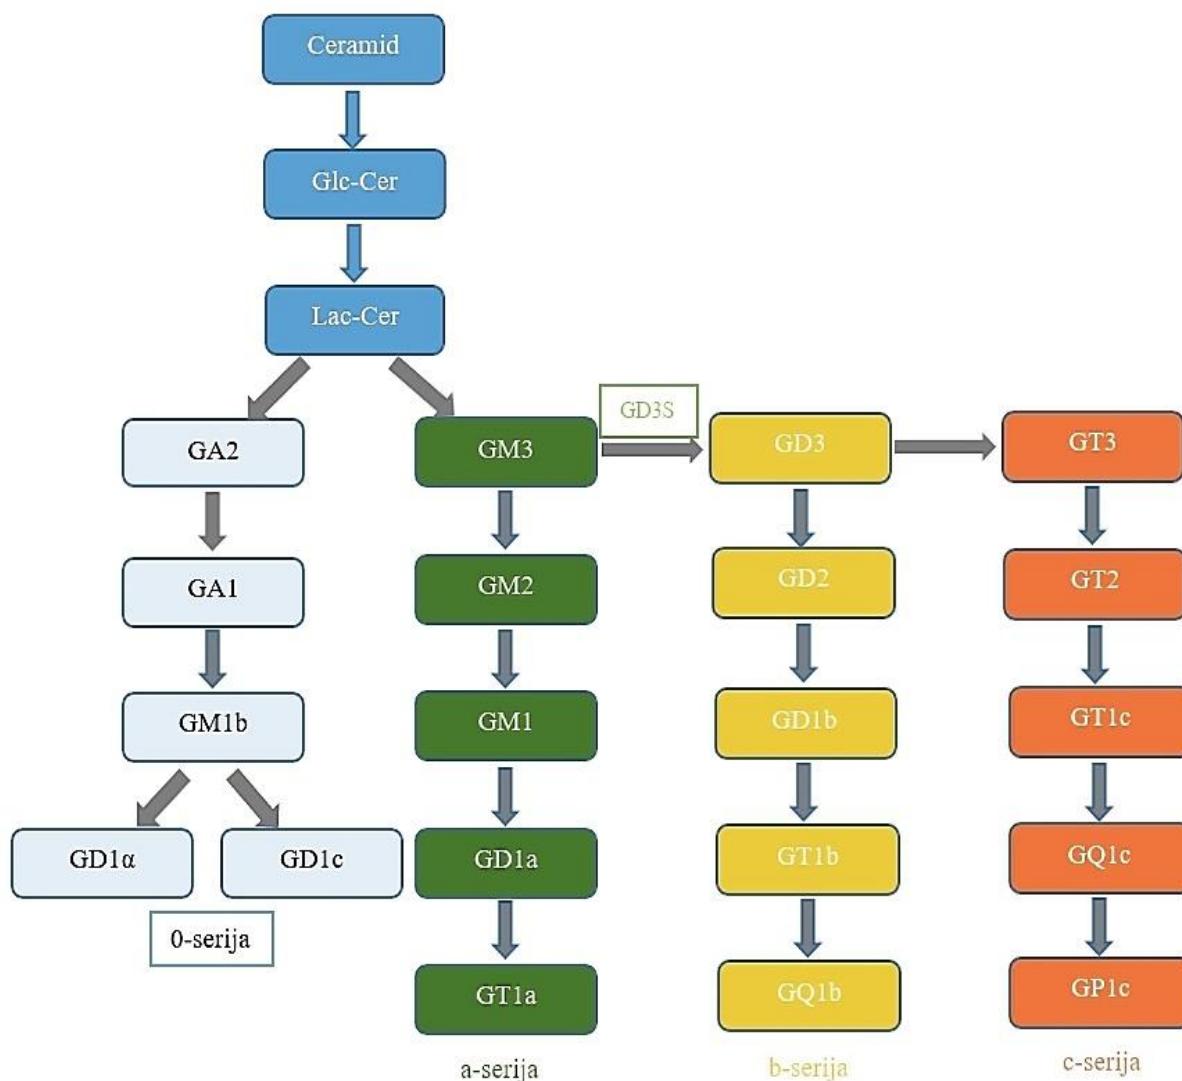 Ceramid
Glc-Cer
Lac-Cer
GD3S
GA2
GM3
GD3
GT3
GA1
GM2
GD2
GT2
GM1b
GM1
GD1b
GT1c
GD1α
GD1c
GD1a
GT1b
GQ1c
0-serija
GT1a
GQ1b
GP1c
a-serija
b-serija
c-serija